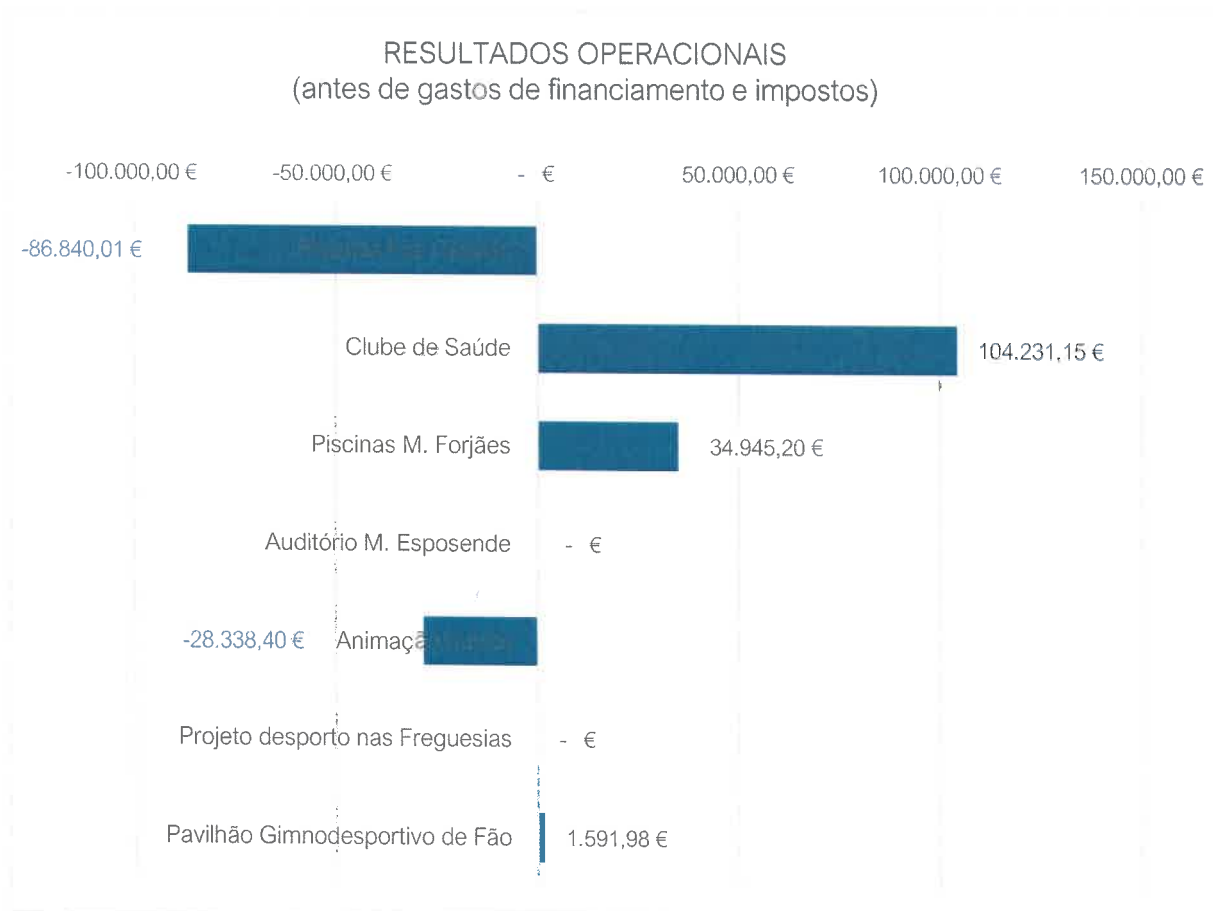 RESULTADOS OPERACIONAIS
(antes de gastos de financiamento e impostos)
-100.000,00 € -50.000,00 € - € 50.000,00 € 100.000,00 € 150.000,00 €
-86.840,01 €
Clube de Saúde 104.231,15 €
Piscinas M. Forjães 34.945,20 €
Auditório M. Esposende - €
-28.338,40 €
Projeto desporto nas Freguesias - €
Pavilhão Gimnodesportivo de Fão 1.591,98 €